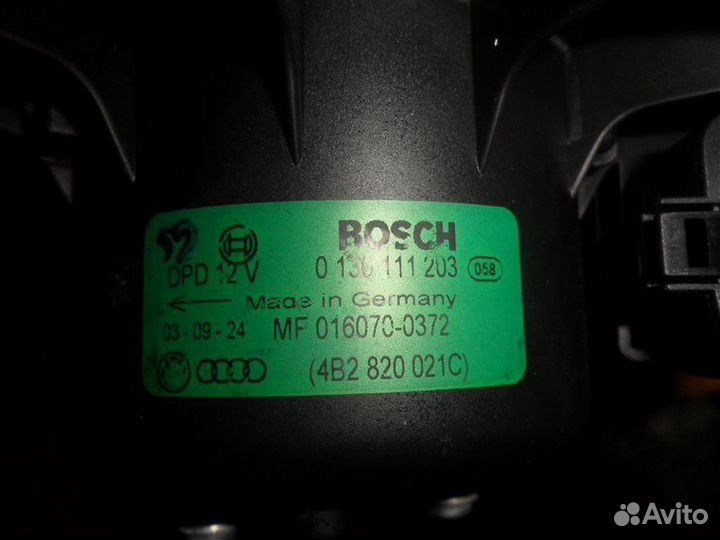 BOSCH
DPD 12 V 0 130 111 203 058
Made in Germany
03-09-24 MF 016070-0372
(4B2 820 021C)
Avito